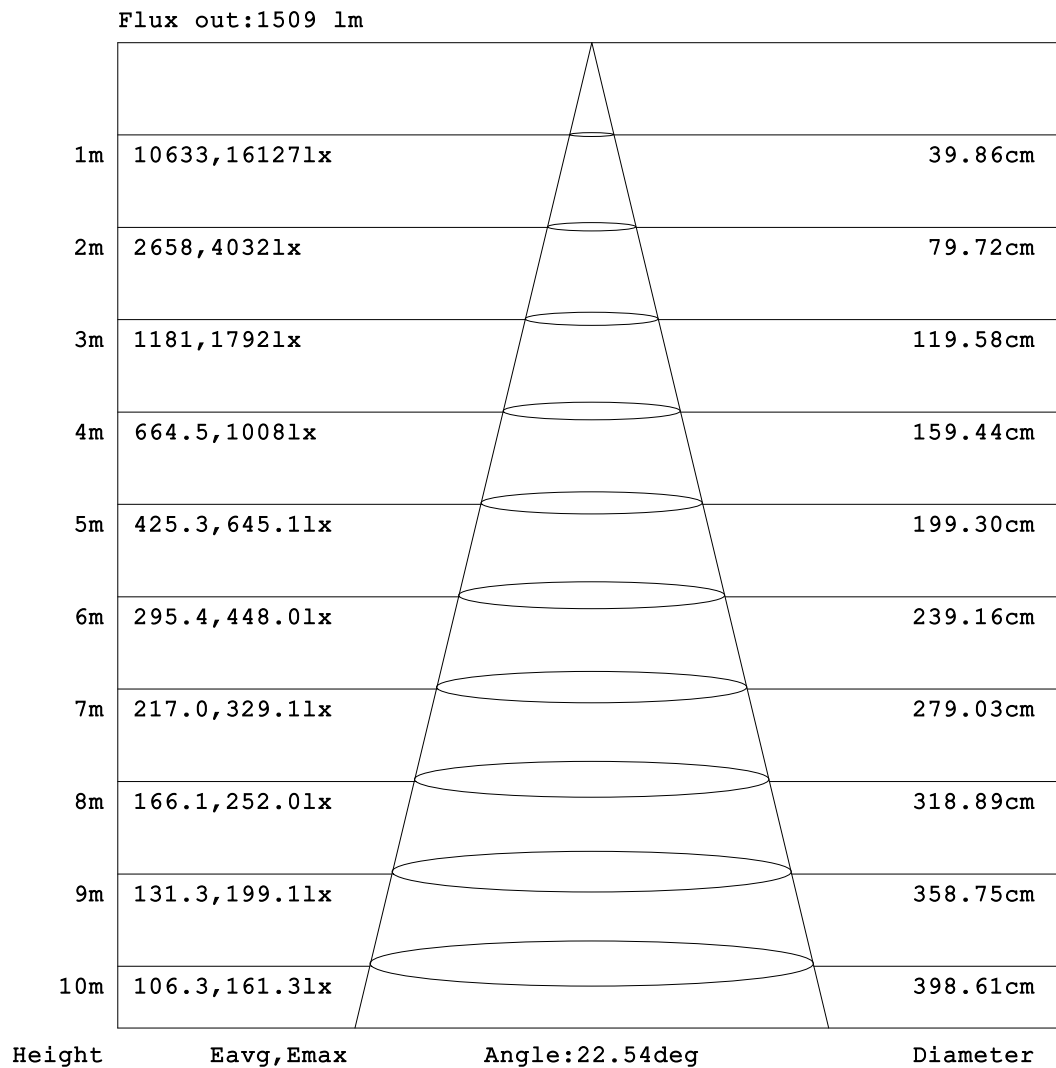 Flux out:1509 lm
1m 10633,16127lx 39.86cm
2m 2658,4032lx 79.72cm
3m 1181,1792lx 119.58cm
4m 664.5,1008lx 159.44cm
5m 425.3,645.1lx 199.30cm
6m 295.4,448.0lx 239.16cm
7m 217.0,329.1lx 279.03cm
8m 166.1,252.0lx 318.89cm
9m 131.3,199.1lx 358.75cm
10m 106.3,161.3lx 398.61cm
Height Eavg,Emax Angle:22.54deg Diameter